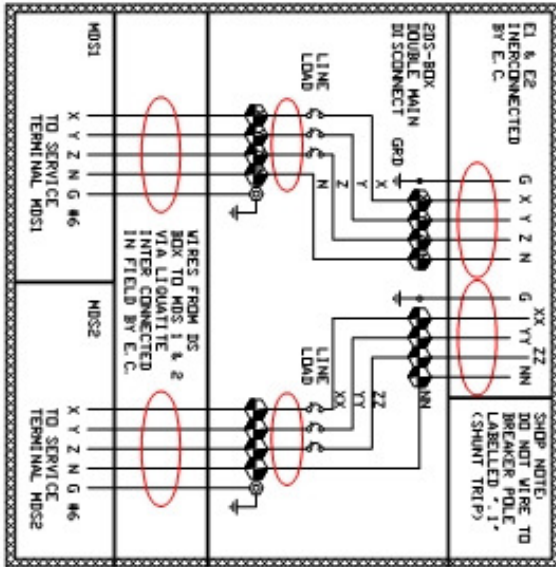 E1 & E2
INERCONNECTED
BY E.C.
G X Y Z N
G XX YY ZZ NN
SHOP NOTE:
DO NOT WIRE TO
BREAKER POLE
LABELLED '.1'
(SHUNT TRIP)
2DS-BOX
DOUBLE MAIN
DISCONNECT
GRD
X
Y
Z
N
NN
ZZ
YY
XX
LINE
LOAD
LINE
LOAD
WIRES FROM DS
BOX TO MDS 1 & 2
VIA LIQUATITE
INTER CONNECTED
IN FIELD BY E.C.
X Y Z N G #6
TO SERVICE
TERMINAL MDS1
MDS1
X Y Z N G #6
TO SERVICE
TERMINAL MDS2
MDS2